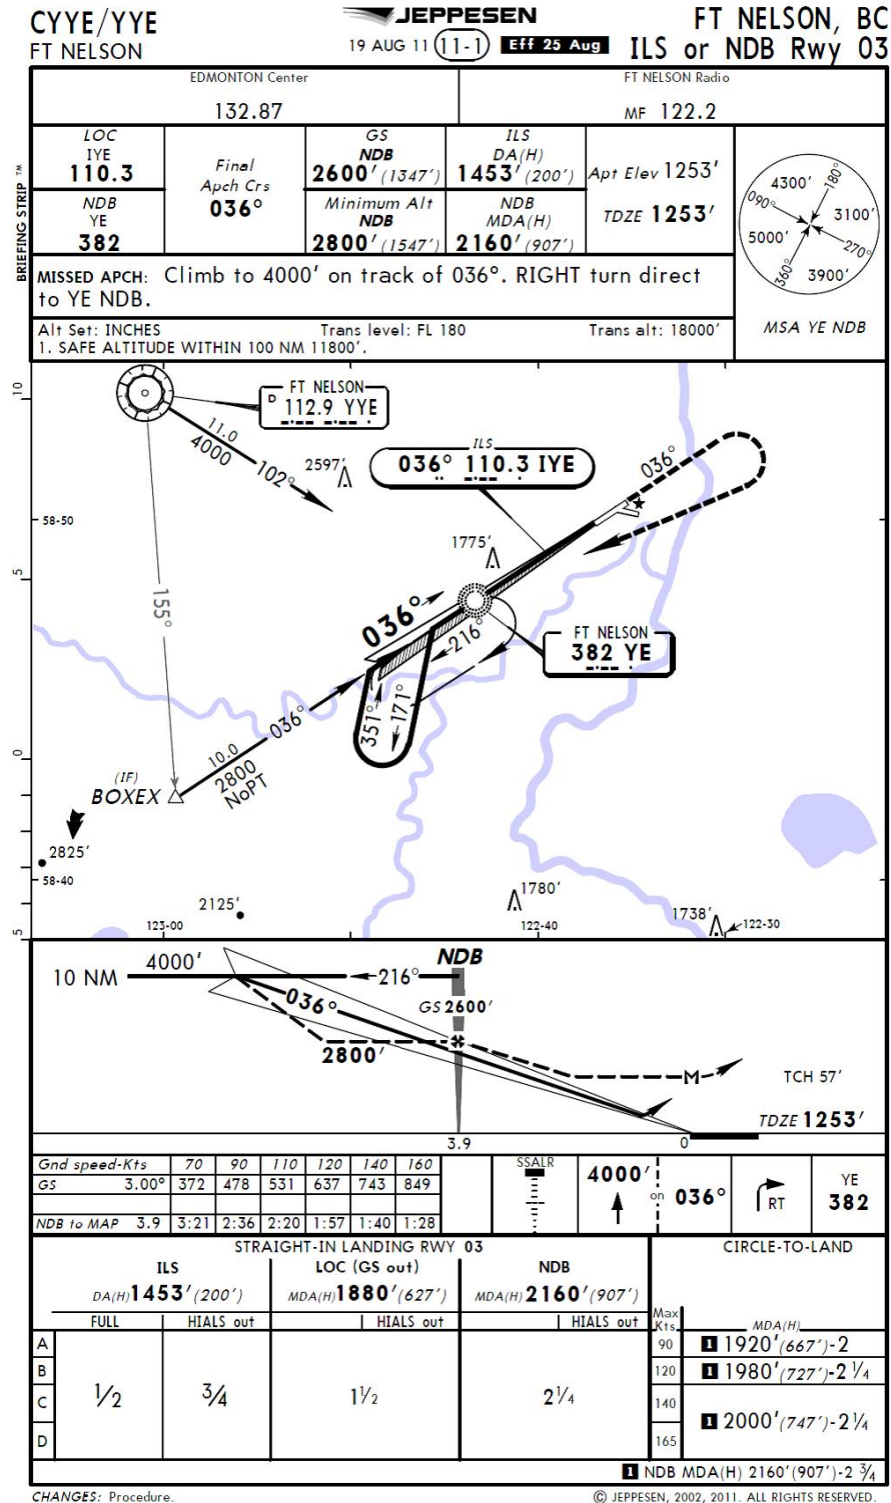 CYYE/YYE
FT NELSON
JEPPESEN
19 AUG 11 11-1 Eff 25 Aug
FT NELSON, BC
ILS or NDB Rwy 03
BRIEFING STRIP TM
EDMONTON Center
132.87
FT NELSON Radio
MF 122.2
LOC
IYE
110.3
NDB
YE
382
Final
Apch Crs
036°
GS
NDB
2600' (1347')
Minimum Alt
NDB
2800' (1547')
ILS
DA(H)
1453' (200')
NDB
MDA(H)
2160' (907')
Apt Elev 1253'
TDZE 1253'
4300'
180°
090°
3100'
5000'
270°
360°
3900'
MSA YE NDB
MISSED APCH: Climb to 4000' on track of 036°. RIGHT turn direct
to YE NDB.
Alt Set: INCHES Trans level: FL 180 Trans alt: 18000'
1. SAFE ALTITUDE WITHIN 100 NM 11800'.
10
5
0
5
FT NELSON
D 112.9 YYE
11.0
4000
102°
2597'
ILS
036° 110.3 IYE
036°
58-50
1775'
155°
036°
216°
FT NELSON
382 YE
351°
171°
036°
10.0
2800
NoPT
(IF)
BOXEX
2825'
58-40
2125'
1780'
1738'
123-00
122-40
122-30
NDB
10 NM
4000'
216°
036°
GS 2600'
2800'
M
TCH 57'
TDZE 1253'
3.9
0
Gnd speed-Kts 70 90 110 120 140 160
GS 3.00° 372 478 531 637 743 849
NDB to MAP 3.9 3:21 2:36 2:20 1:57 1:40 1:28
SSALR
4000'
on
036°
RT
YE
382
STRAIGHT-IN LANDING RWY 03
CIRCLE-TO-LAND
ILS
DA(H) 1453' (200')
LOC (GS out)
MDA(H) 1880' (627')
NDB
MDA(H) 2160' (907')
FULL HIALS out HIALS out HIALS out
Max
Kts
MDA(H)
A
B
C
D
1/2
3/4
1 1/2
2 1/4
90 1 1920' (667')-2
120 1 1980' (727')-2 1/4
140
165
1 2000' (747')-2 1/4
1 NDB MDA(H) 2160' (907')-2 3/4
CHANGES: Procedure.
© JEPPESEN, 2002, 2011. ALL RIGHTS RESERVED.